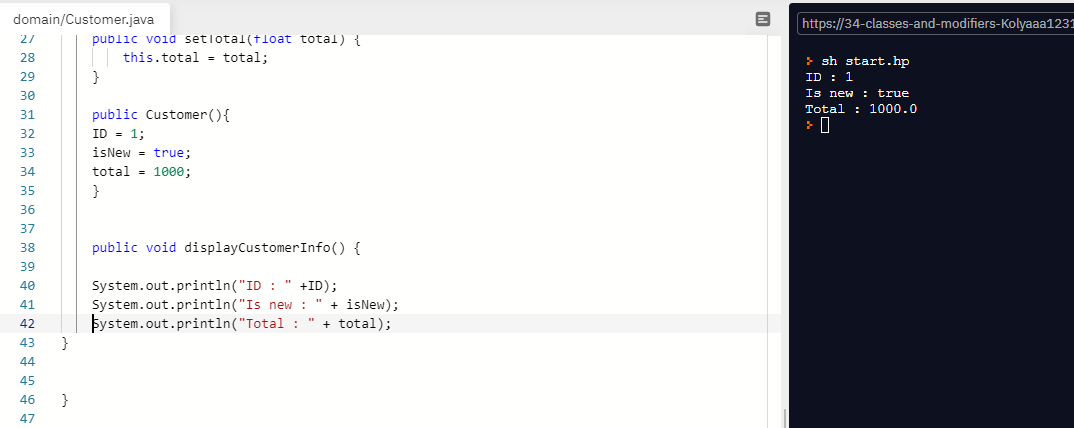 domain/Customer.java
27 public void setTotal(float total) {
28 this.total = total;
29 }
30
31 public Customer(){
32 ID = 1;
33 isNew = true;
34 total = 1000;
35 }
36
37
38 public void displayCustomerInfo() {
39
40 System.out.println("ID : " +ID);
41 System.out.println("Is new : " + isNew);
42 System.out.println("Total : " + total);
43 }
44
45
46 }
47
https://34-classes-and-modifiers-Kolyaaa1231
> sh start.hp
ID : 1
Is new : true
Total : 1000.0
>